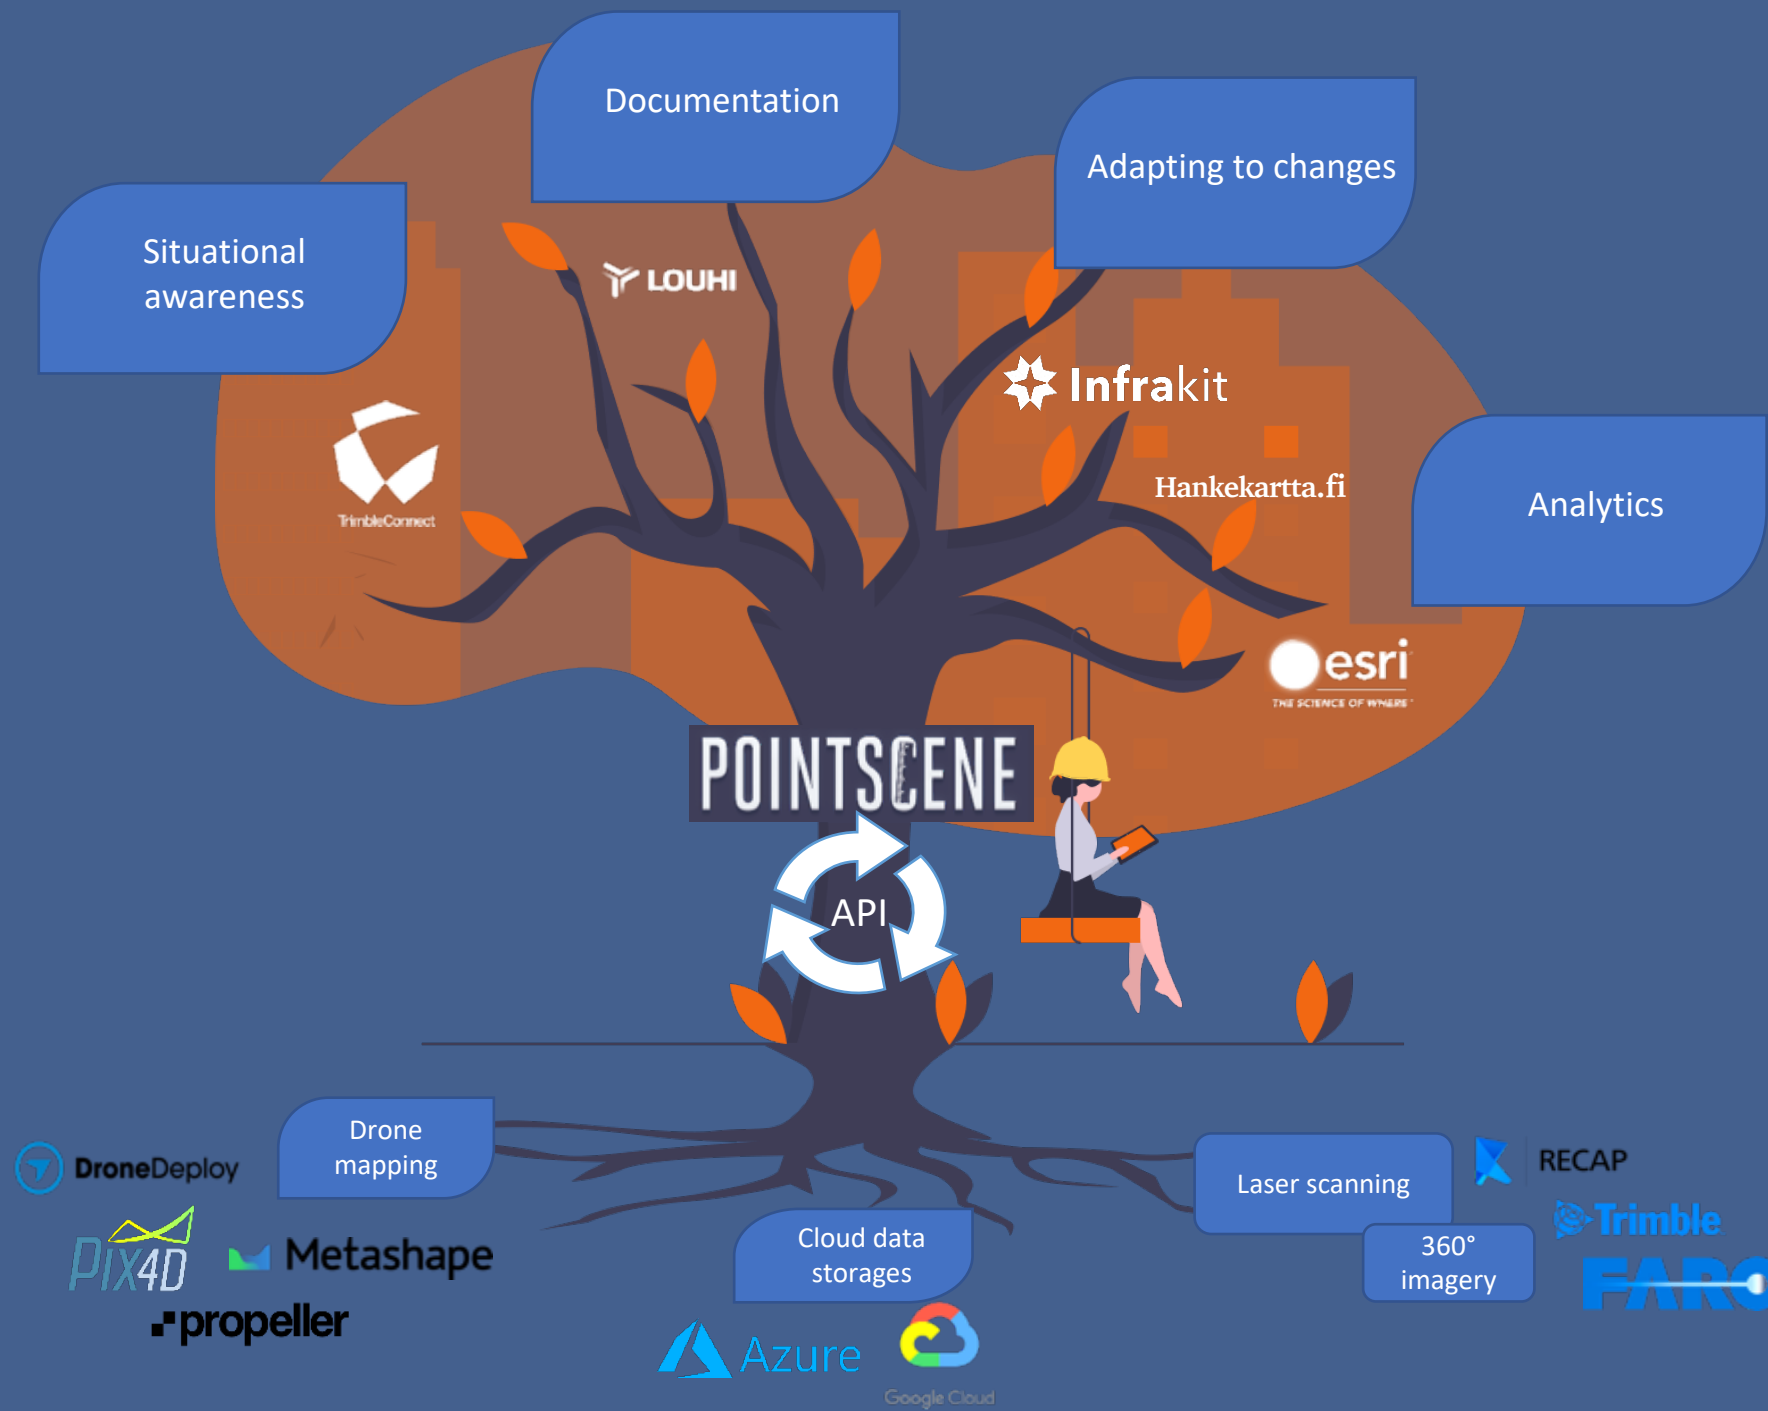 Documentation
Adapting to changes
Situational
awareness
LOUHI
Infrakit
TrimbleConnect
Hankekartta.fi
Analytics
esri
THE SCIENCE OF WHERE
POINTSCENE
API
Drone
mapping
DroneDeploy
PIX4D
Metashape
propeller
Cloud data
storages
Azure
Google Cloud
Laser scanning
RECAP
Trimble
360°
imagery
FARO